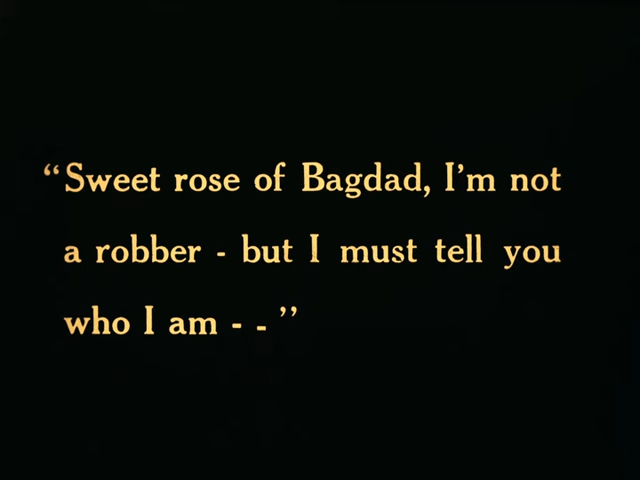 “Sweet rose of Bagdad, I’m not
a robber - but I must tell you
who I am - - ’’